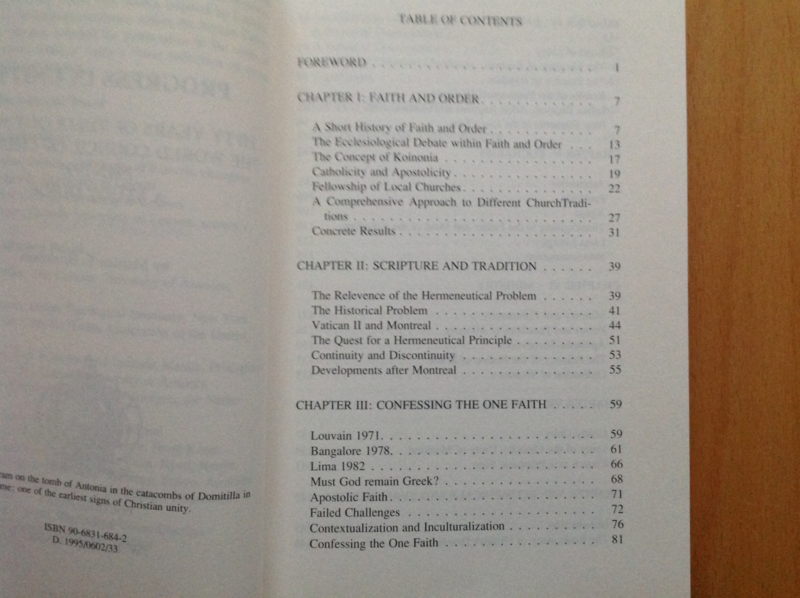 am on the tomb of Antonia in the catacombs of Domitilla in
me: one of the earliest signs of Christian unity.
ISBN 90-6831-684-2
D. 1995/0602/33
TABLE OF CONTENTS
FOREWORD . . . . . . . . . . . . . . . . . . . . . . . 1
CHAPTER I: FAITH AND ORDER . . . . . . . . . . . 7
A Short History of Faith and Order . . . . . . . . . . . 7
The Ecclesiological Debate within Faith and Order . . . 13
The Concept of Koinonia . . . . . . . . . . . . . . . 17
Catholicity and Apostolicity . . . . . . . . . . . . . . 19
Fellowship of Local Churches . . . . . . . . . . . . . 22
A Comprehensive Approach to Different ChurchTradi-
tions . . . . . . . . . . . . . . . . . . . . . . . 27
Concrete Results . . . . . . . . . . . . . . . . . . . 31
CHAPTER II: SCRIPTURE AND TRADITION . . . . . . 39
The Relevence of the Hermeneutical Problem . . . . . . 39
The Historical Problem . . . . . . . . . . . . . . . . 41
Vatican II and Montreal . . . . . . . . . . . . . . . . 44
The Quest for a Hermeneutical Principle . . . . . . . . 51
Continuity and Discontinuity . . . . . . . . . . . . . 53
Developments after Montreal . . . . . . . . . . . . . 55
CHAPTER III: CONFESSING THE ONE FAITH . . . . . 59
Louvain 1971. . . . . . . . . . . . . . . . . . . . . 59
Bangalore 1978. . . . . . . . . . . . . . . . . . . . 61
Lima 1982 . . . . . . . . . . . . . . . . . . . . . . 66
Must God remain Greek? . . . . . . . . . . . . . . . 68
Apostolic Faith . . . . . . . . . . . . . . . . . . . . 71
Failed Challenges . . . . . . . . . . . . . . . . . . . 72
Contextualization and Inculturalization . . . . . . . . . 76
Confessing the One Faith . . . . . . . . . . . . . . . 81